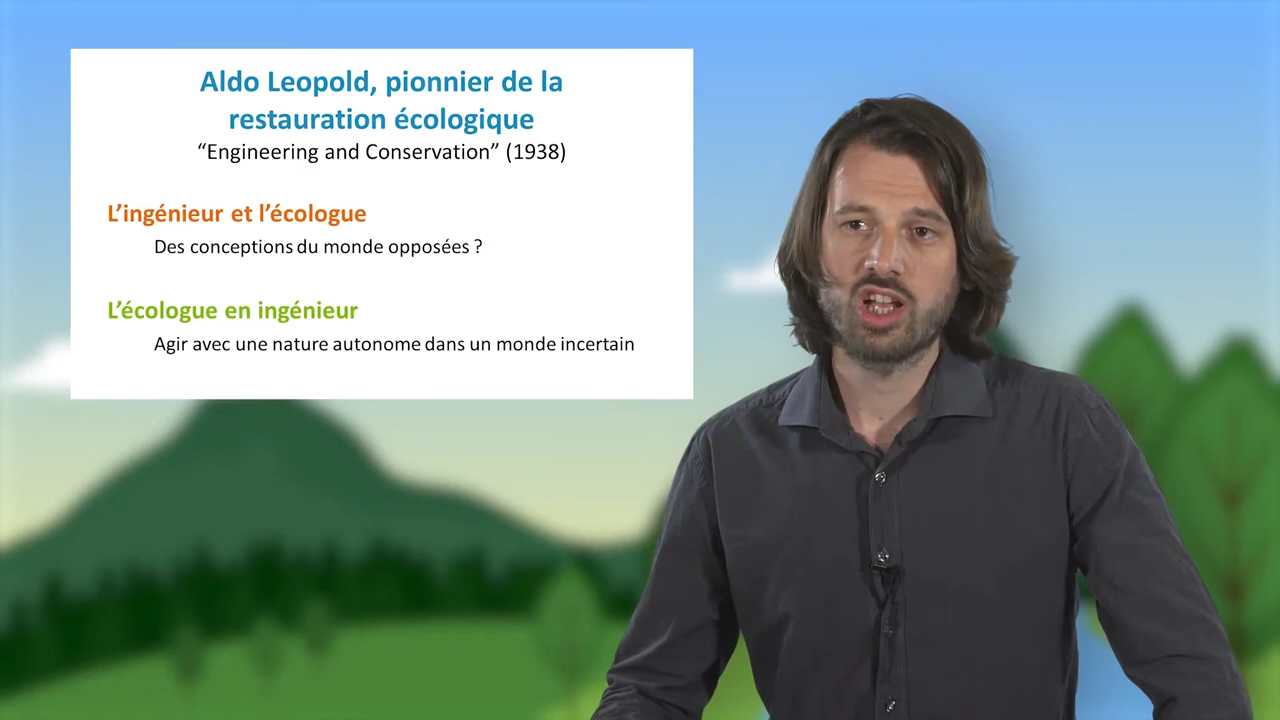 Aldo Leopold, pionnier de la
restauration écologique
“Engineering and Conservation” (1938)
L’ingénieur et l’écologue
Des conceptions du monde opposées ?
L’écologue en ingénieur
Agir avec une nature autonome dans un monde incertain